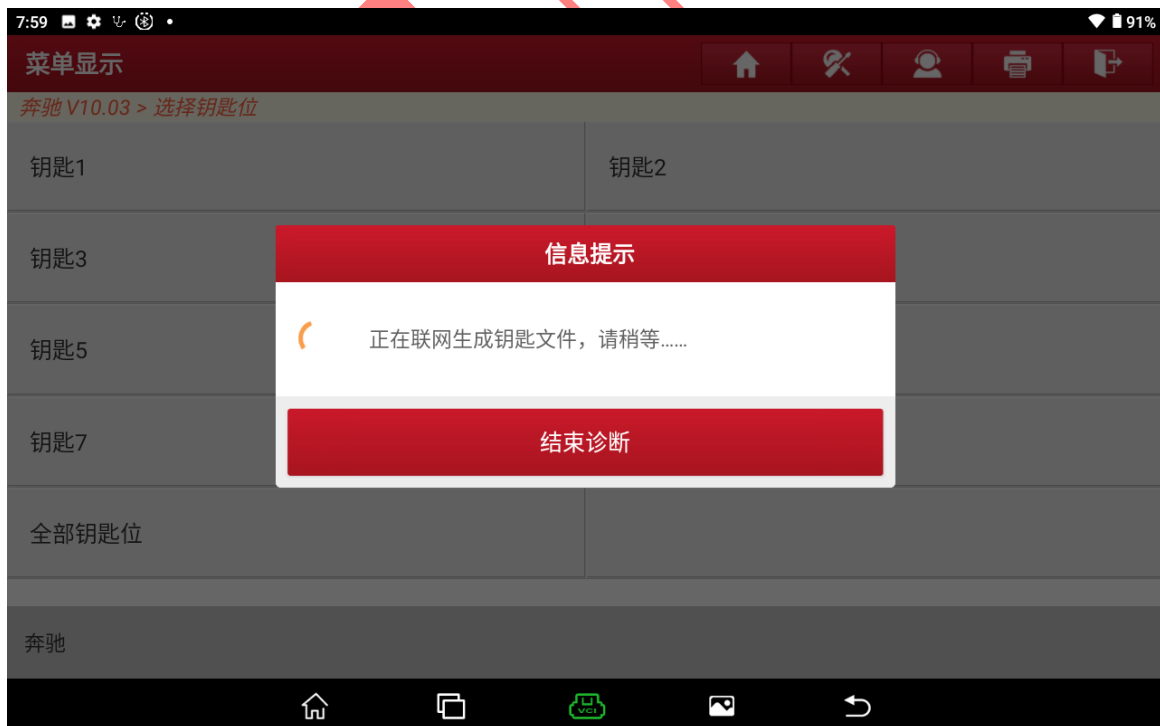 7:59
91%
菜单显示
奔驰 V10.03 > 选择钥匙位
钥匙1
钥匙2
钥匙3
信息提示
正在联网生成钥匙文件，请稍等......
钥匙5
钥匙7
结束诊断
全部钥匙位
奔驰
VCI